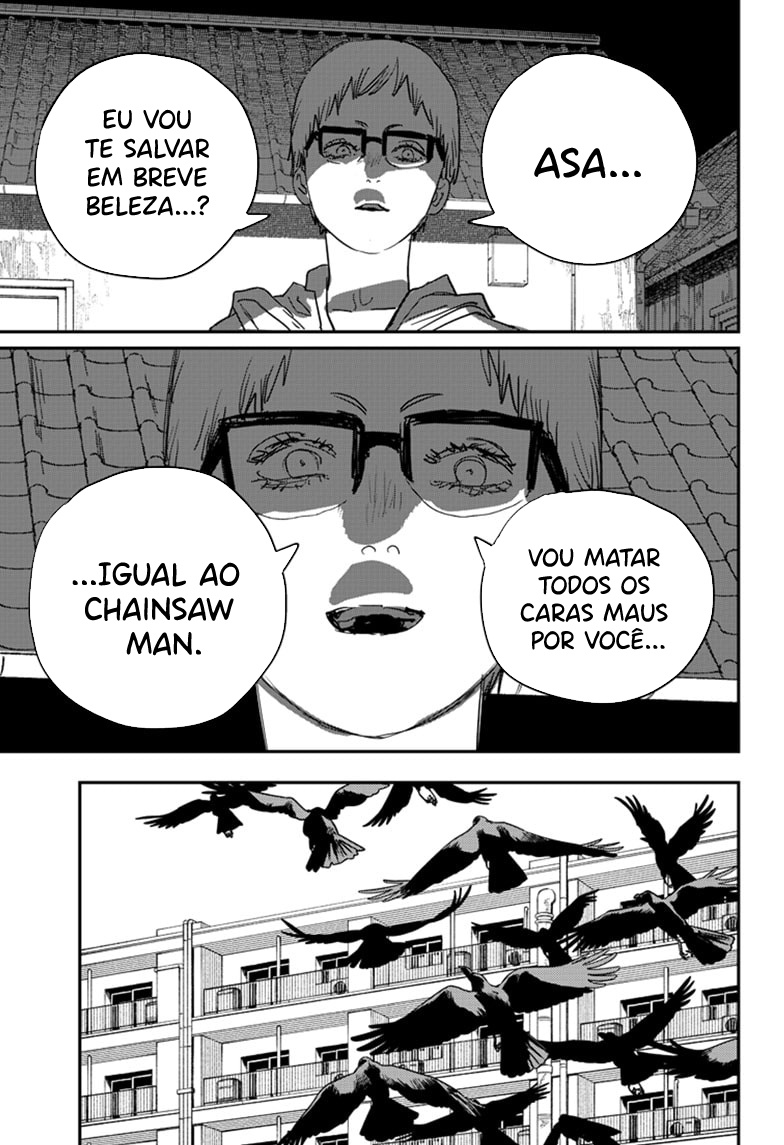 ASA...
EU VOU
TE SALVAR
EM BREVE
BELEZA...?
VOU MATAR
TODOS OS
CARAS MAUS
POR VOCÊ...
...IGUAL AO
CHAINSAW
MAN.